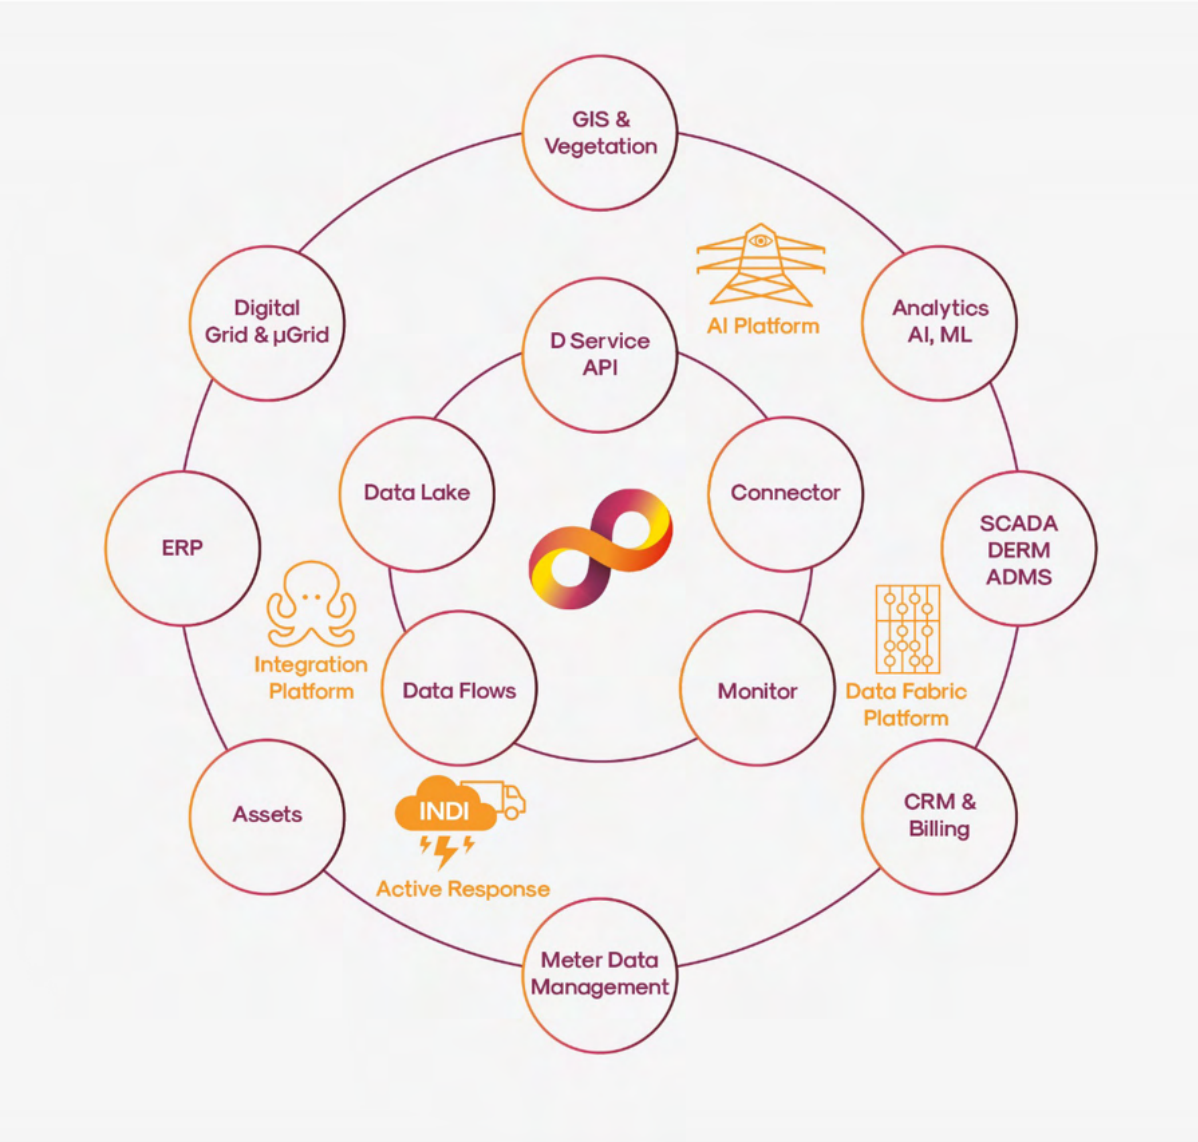 GIS &
Vegetation
Digital
Grid & µGrid
Analytics
AI, ML
AI Platform
D Service
API
Data Lake
Connector
ERP
SCADA
DERM
ADMS
Integration
Platform
Data Flows
Monitor
Data Fabric
Platform
Assets
INDI
Active Response
CRM &
Billing
Meter Data
Management